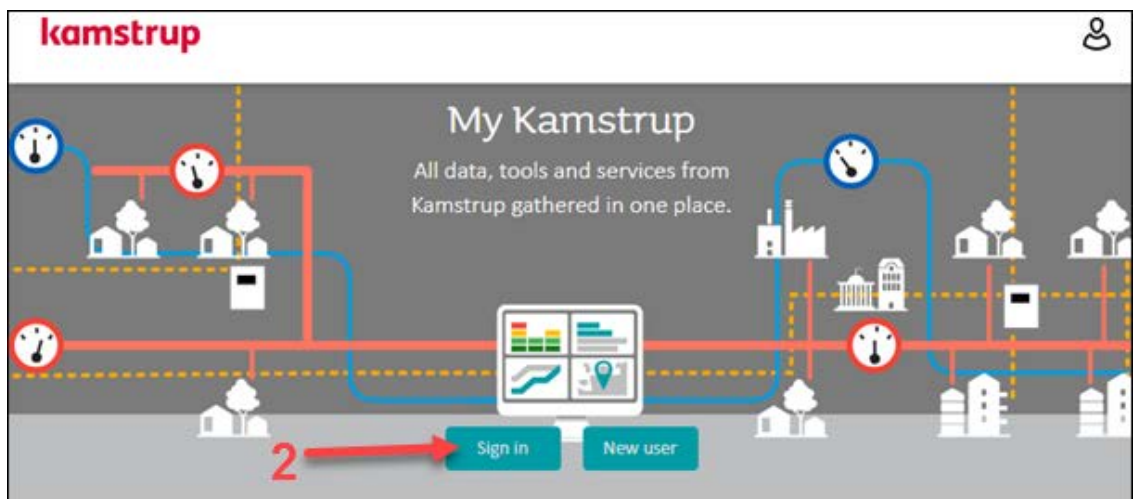 kamstrup
My Kamstrup
All data, tools and services from
Kamstrup gathered in one place.
2
Sign in
New user